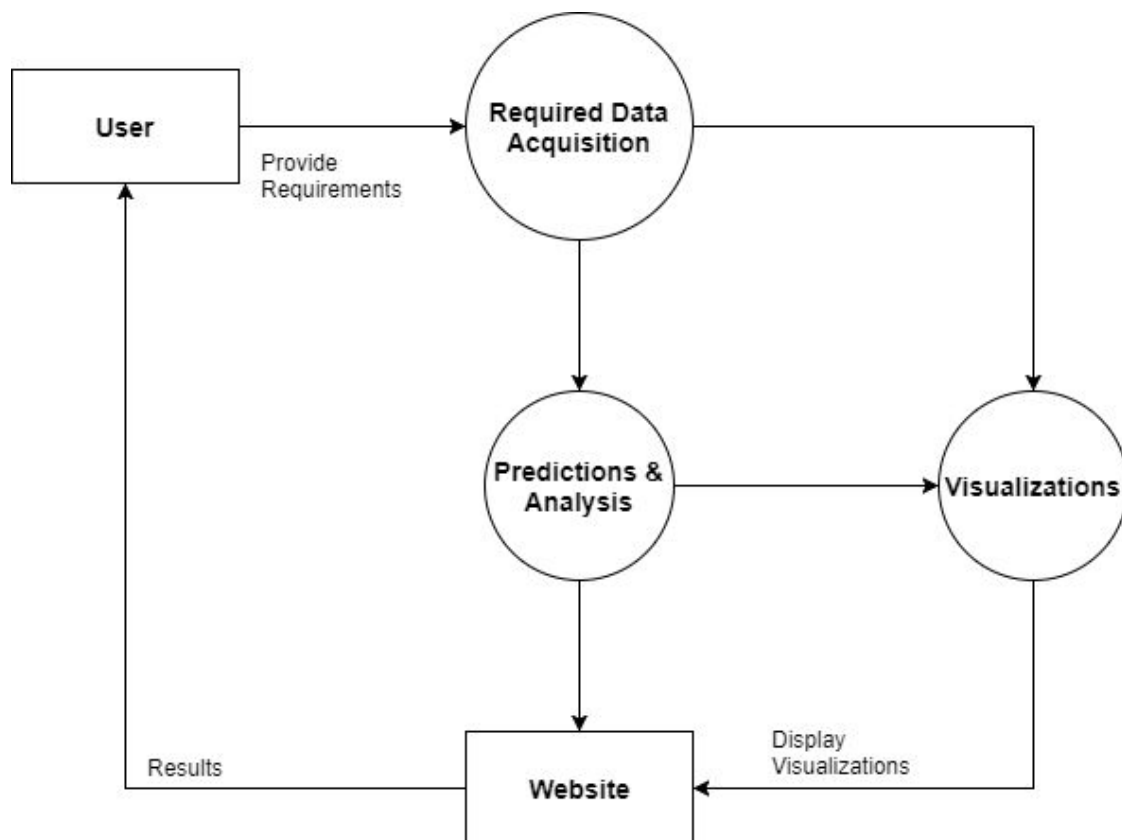 User
Required Data
Acquisition
Provide
Requirements
Predictions &
Analysis
Visualizations
Display
Visualizations
Results
Website